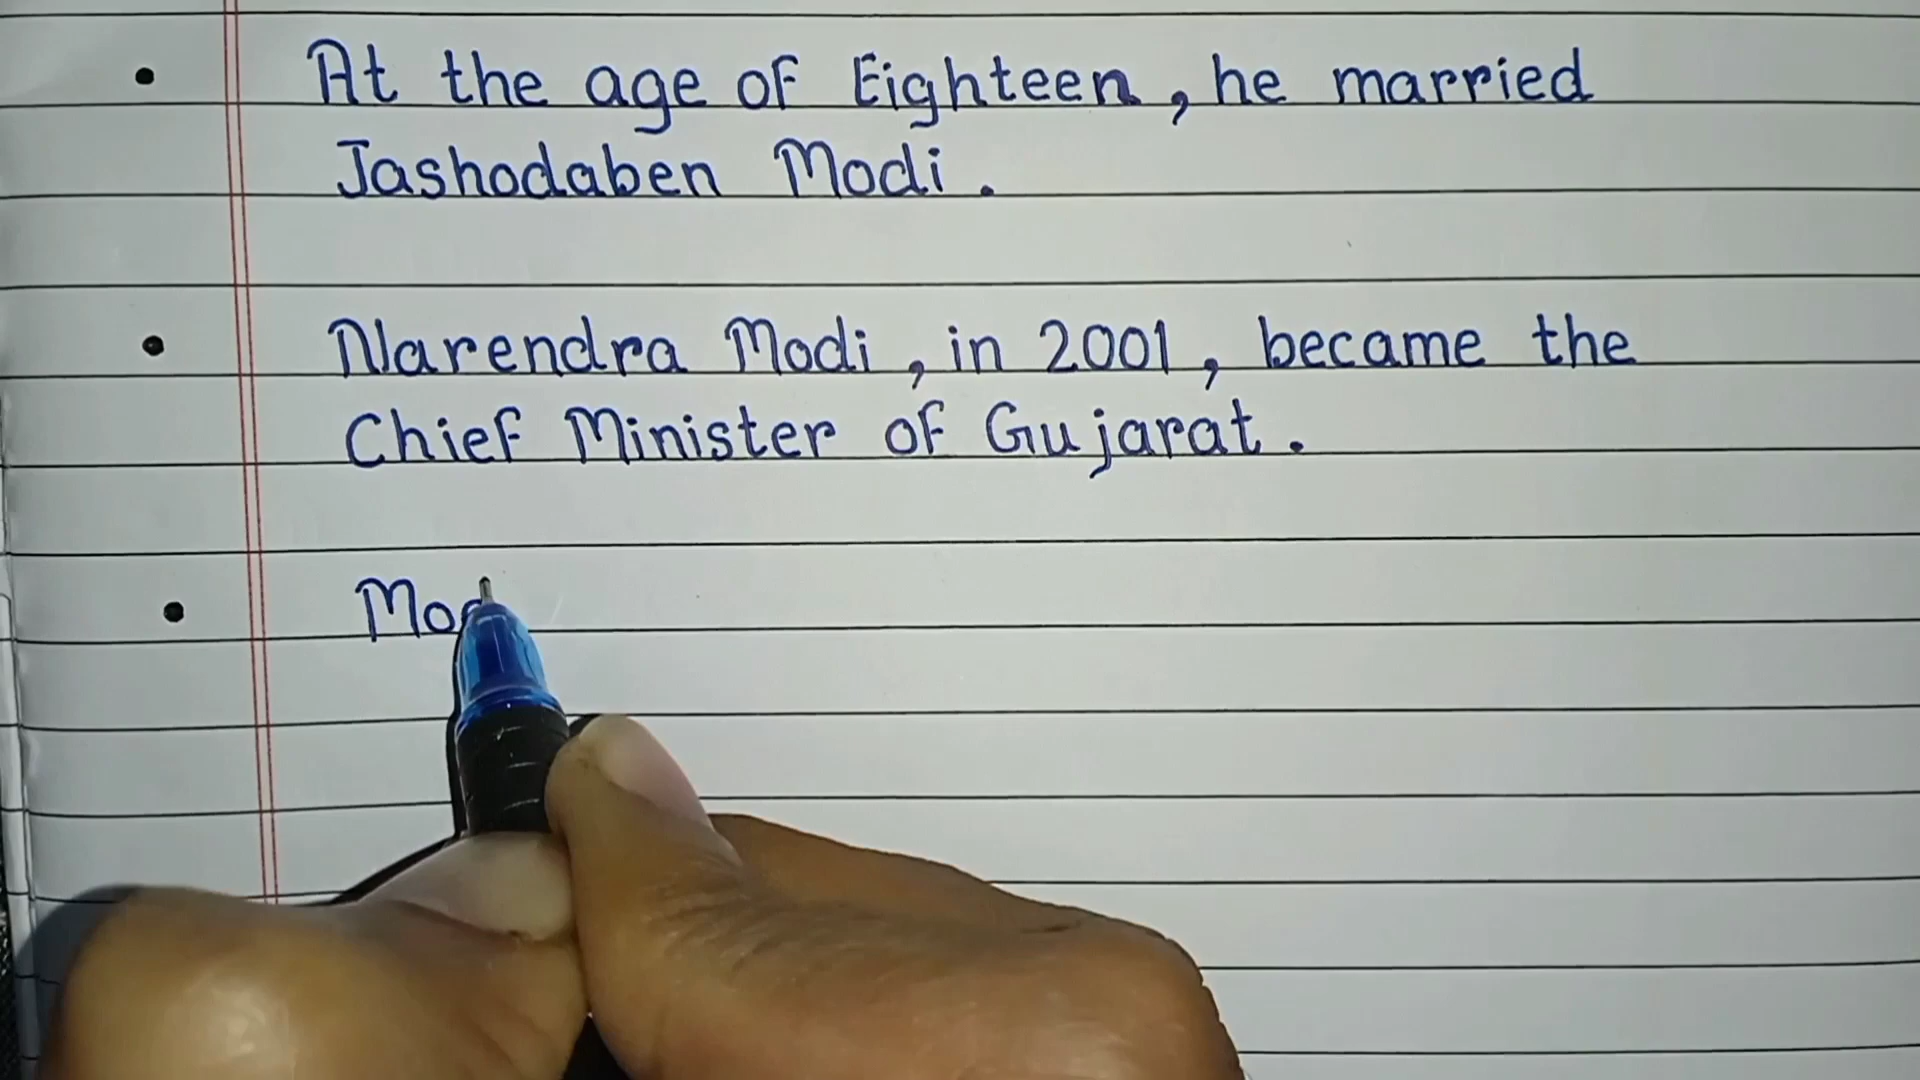 • At the age of Eighteen, he married
Jashodaben Modi.
• Narendra Modi, in 2001, became the
Chief Minister of Gujarat.
• Mod